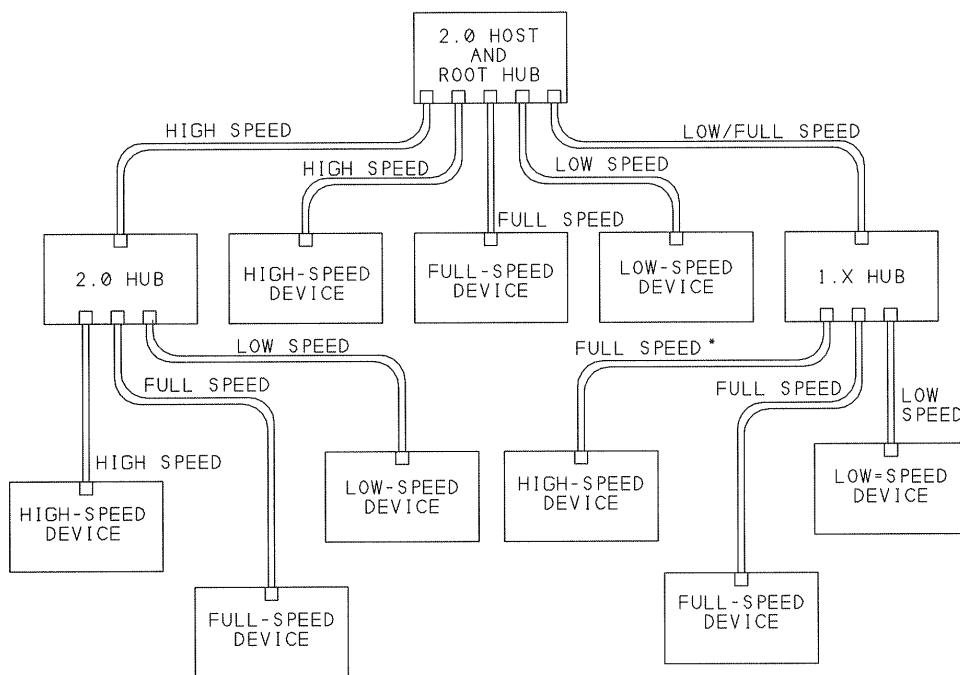 2.0 HOST
AND
ROOT HUB
HIGH SPEED
LOW/FULL SPEED
HIGH SPEED
LOW SPEED
FULL SPEED
2.0 HUB
HIGH-SPEED
DEVICE
FULL-SPEED
DEVICE
LOW-SPEED
DEVICE
1.X HUB
LOW SPEED
FULL SPEED*
FULL SPEED
FULL SPEED
LOW
SPEED
HIGH SPEED
HIGH-SPEED
DEVICE
LOW-SPEED
DEVICE
HIGH-SPEED
DEVICE
LOW=SPEED
DEVICE
FULL-SPEED
DEVICE
FULL-SPEED
DEVICE